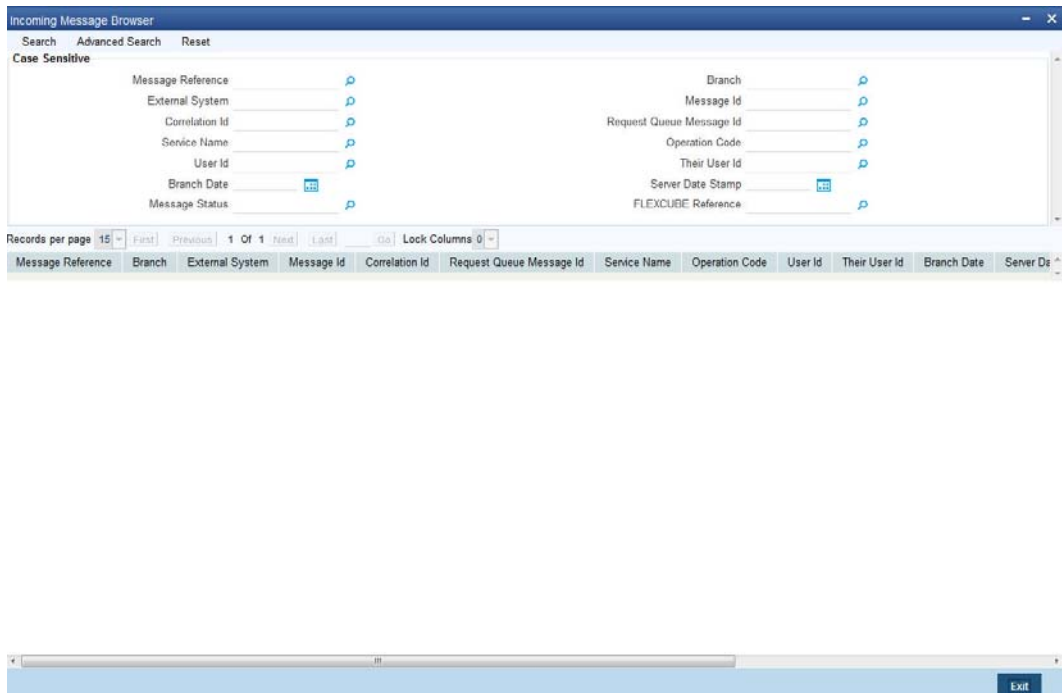 Incoming Message Browser
Search Advanced Search Reset
Case Sensitive
Message Reference Branch
External System Message Id
Correlation Id Request Queue Message Id
Service Name Operation Code
User Id Their User Id
Branch Date Server Date Stamp
Message Status FLEXCUBE Reference
Records per page 15 First Previous 1 Of 1 Next Last Go Lock Columns 0
Message Reference Branch External System Message Id Correlation Id Request Queue Message Id Service Name Operation Code User Id Their User Id Branch Date Server Da
Exit